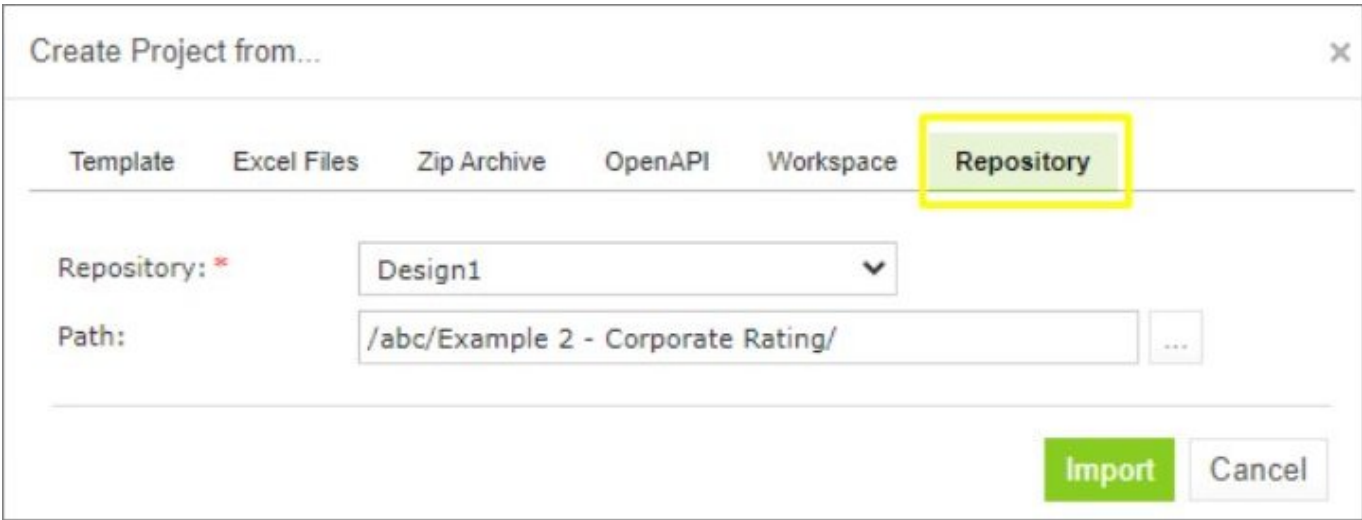 Create Project from...
×
Template Excel Files Zip Archive OpenAPI Workspace Repository
Repository: * Design1
Path: /abc/Example 2 - Corporate Rating/ ...
Import Cancel